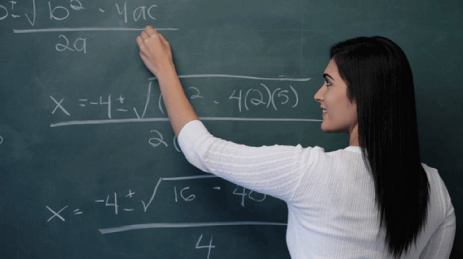 ± √ b² - 4ac
2a
x = -4 ± √ ² - 4(2)(5)
2(
x = -4 ± √ 16 - 40
4